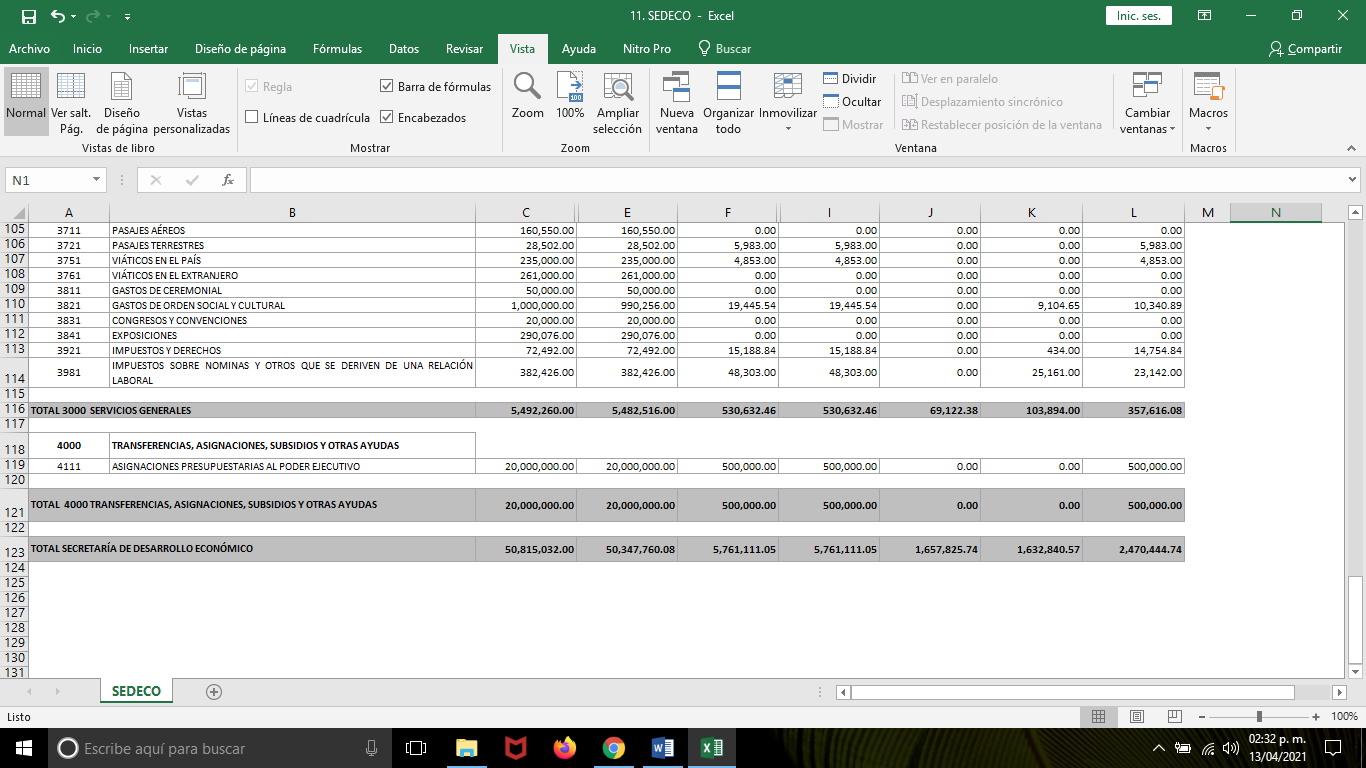 11. SEDECO - Excel
Inic. ses.
Archivo Inicio Insertar Diseño de página Fórmulas Datos Revisar Vista Ayuda Nitro Pro Buscar Compartir
Normal Ver salt. Pág. Diseño de página Vistas personalizadas
Vistas de libro
Regla Barra de fórmulas
Líneas de cuadrícula Encabezados
Mostrar
Zoom 100% Ampliar selección
100
Zoom
Nueva ventana Organizar todo Inmovilizar
Dividir
Ocultar
Mostrar
Ver en paralelo
Desplazamiento sincrónico
Restablecer posición de la ventana
Cambiar ventanas
Ventana
Macros
Macros
N1 fx
A B C E F I J K L M N
105 3711 PASAJES AÉREOS 160,550.00 160,550.00 0.00 0.00 0.00 0.00 0.00
106 3721 PASAJES TERRESTRES 28,502.00 28,502.00 5,983.00 5,983.00 0.00 0.00 5,983.00
107 3751 VIÁTICOS EN EL PAÍS 235,000.00 235,000.00 4,853.00 4,853.00 0.00 0.00 4,853.00
108 3761 VIÁTICOS EN EL EXTRANJERO 261,000.00 261,000.00 0.00 0.00 0.00 0.00 0.00
109 3811 GASTOS DE CEREMONIAL 50,000.00 50,000.00 0.00 0.00 0.00 0.00 0.00
110 3821 GASTOS DE ORDEN SOCIAL Y CULTURAL 1,000,000.00 990,256.00 19,445.54 19,445.54 0.00 9,104.65 10,340.89
111 3831 CONGRESOS Y CONVENCIONES 20,000.00 20,000.00 0.00 0.00 0.00 0.00 0.00
112 3841 EXPOSICIONES 290,076.00 290,076.00 0.00 0.00 0.00 0.00 0.00
113 3921 IMPUESTOS Y DERECHOS 72,492.00 72,492.00 15,188.84 15,188.84 0.00 434.00 14,754.84
114 3981 IMPUESTOS SOBRE NOMINAS Y OTROS QUE SE DERIVEN DE UNA RELACIÓN
LABORAL 382,426.00 382,426.00 48,303.00 48,303.00 0.00 25,161.00 23,142.00
115
116 TOTAL 3000 SERVICIOS GENERALES 5,492,260.00 5,482,516.00 530,632.46 530,632.46 69,122.38 103,894.00 357,616.08
117
118 4000 TRANSFERENCIAS, ASIGNACIONES, SUBSIDIOS Y OTRAS AYUDAS
119 4111 ASIGNACIONES PRESUPUESTARIAS AL PODER EJECUTIVO 20,000,000.00 20,000,000.00 500,000.00 500,000.00 0.00 0.00 500,000.00
120
121 TOTAL 4000 TRANSFERENCIAS, ASIGNACIONES, SUBSIDIOS Y OTRAS AYUDAS 20,000,000.00 20,000,000.00 500,000.00 500,000.00 0.00 0.00 500,000.00
122
123 TOTAL SECRETARÍA DE DESARROLLO ECONÓMICO 50,815,032.00 50,347,760.08 5,761,111.05 5,761,111.05 1,657,825.74 1,632,840.57 2,470,444.74
124
125
126
127
128
129
130
131
SEDECO
Listo 100%
Escribe aquí para buscar
02:32 p. m.
13/04/2021